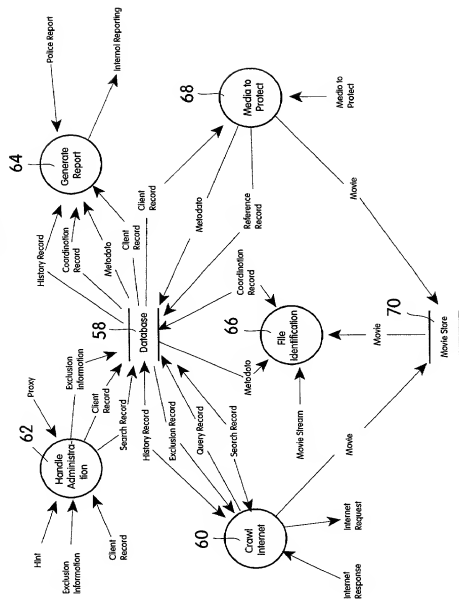 Police Report
Internal Reporting
64
Generate
Report
68
Media to
Protect
Media to
Protect
History Record
Coordination
Record
Metadata
Client
Record
Client
Record
Metadata
Reference
Record
Movie
58
Database
Coordination
Record
66
File
Identification
70
Movie Store
Movie
Metadata
Movie Stream
Proxy
62
Handle
Administra-
tion
Exclusion
Information
Client
Record
Search Record
Hint
Exclusion
Information
Client
Record
History Record
Exclusion Record
Query Record
Search Record
60
Crawl
Internet
Movie
Internet
Request
Internet
Response